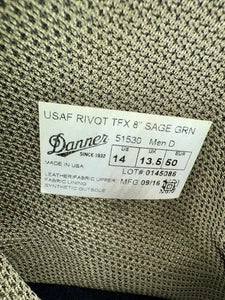 USAF RIVOT TFX 8" SAGE GRN
Danner
SINCE 1932
51530 Men D
US UK EU
14 13.5 50
MADE IN USA
LOT# 0145086
LEATHER/FABRIC UPPER
FABRIC LINING
SYNTHETIC OUTSOLE
MFG 09/16